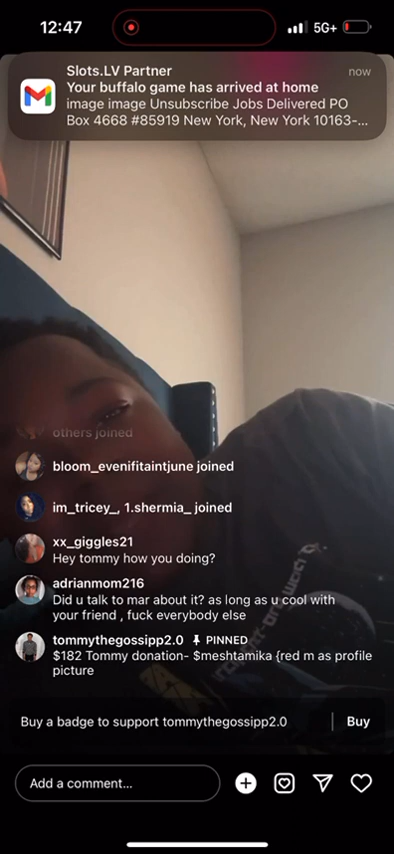 12:47
5G+
Slots.LV Partner
now
Your buffalo game has arrived at home
image image Unsubscribe Jobs Delivered PO
Box 4668 #85919 New York, New York 10163-...
others joined
bloom_evenifitaintjune joined
im_tricey_, 1.shermia_ joined
xx_giggles21
Hey tommy how you doing?
adrianmom216
Did u talk to mar about it? as long as u cool with
your friend , fuck everybody else
tommythegossipp2.0 PINNED
$182 Tommy donation- $meshtamika {red m as profile
picture
Buy a badge to support tommythegossipp2.0
Buy
Add a comment...